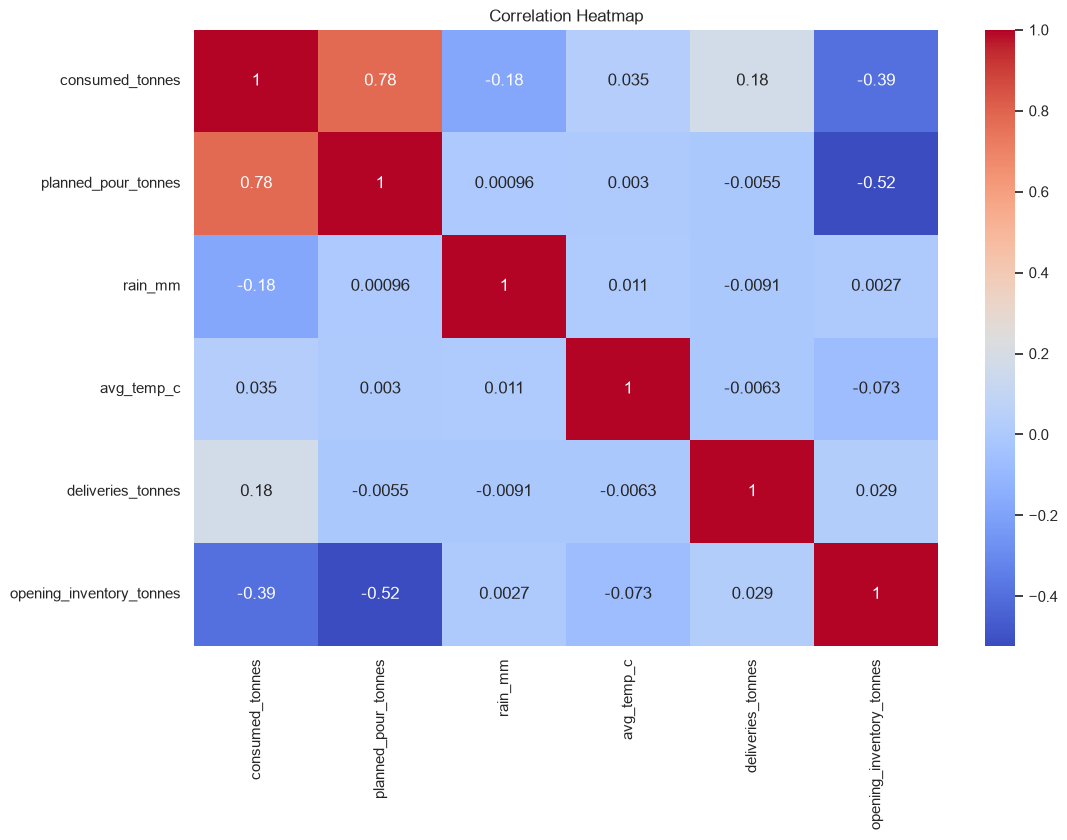 Correlation Heatmap
consumed_tonnes 1 0.78 -0.18 0.035 0.18 -0.39
planned_pour_tonnes 0.78 1 0.00096 0.003 -0.0055 -0.52
rain_mm -0.18 0.00096 1 0.011 -0.0091 0.0027
avg_temp_c 0.035 0.003 0.011 1 -0.0063 -0.073
deliveries_tonnes 0.18 -0.0055 -0.0091 -0.0063 1 0.029
opening_inventory_tonnes -0.39 -0.52 0.0027 -0.073 0.029 1
consumed_tonnes
planned_pour_tonnes
rain_mm
avg_temp_c
deliveries_tonnes
opening_inventory_tonnes
1.0
0.8
0.6
0.4
0.2
0.0
−0.2
−0.4